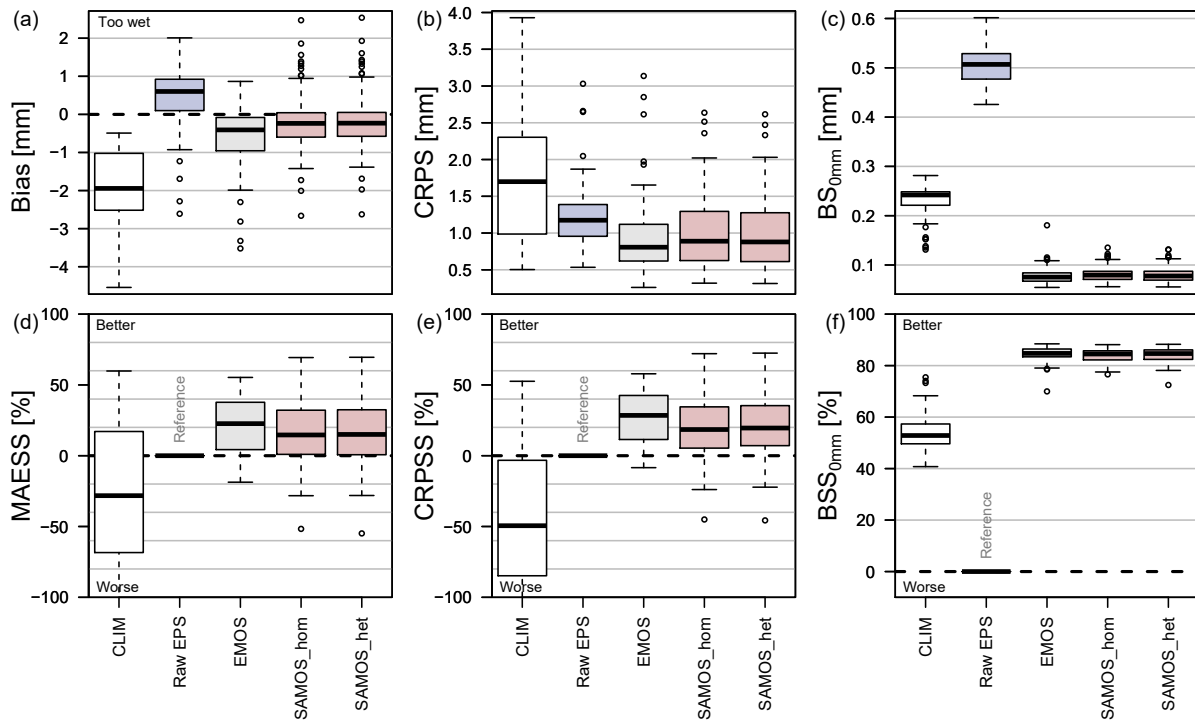 (a)
Too wet
Bias [mm]
2
1
0
−1
−2
−3
−4
(b)
CRPS [mm]
4.0
3.5
3.0
2.5
2.0
1.5
1.0
0.5
(c)
BS0mm [mm]
0.6
0.5
0.4
0.3
0.2
0.1
(d)
Better
MAESS [%]
100
50
0
−50
−100
Reference
Worse
CLIM
Raw EPS
EMOS
SAMOS_hom
SAMOS_het
(e)
Better
CRPSS [%]
100
50
0
−50
−100
Reference
Worse
CLIM
Raw EPS
EMOS
SAMOS_hom
SAMOS_het
(f)
Better
BSS0mm [%]
100
80
60
40
20
0
Reference
Worse
CLIM
Raw EPS
EMOS
SAMOS_hom
SAMOS_het